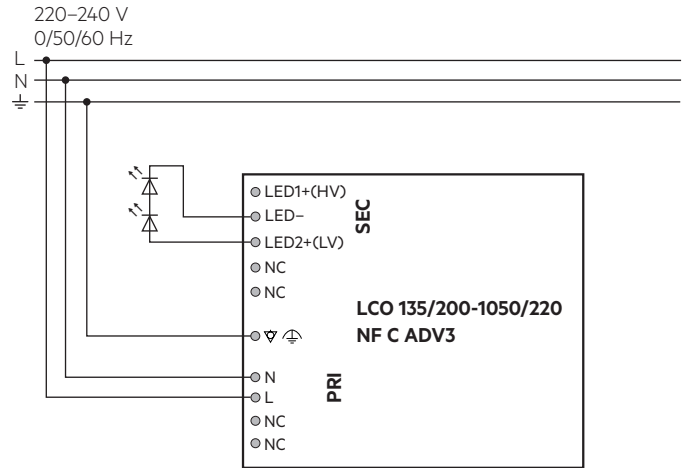 220–240 V
0/50/60 Hz
L
N
LED1+(HV)
LED–
SEC
LED2+(LV)
NC
NC
LCO 135/200-1050/220
NF C ADV3
N
PRI
L
NC
NC